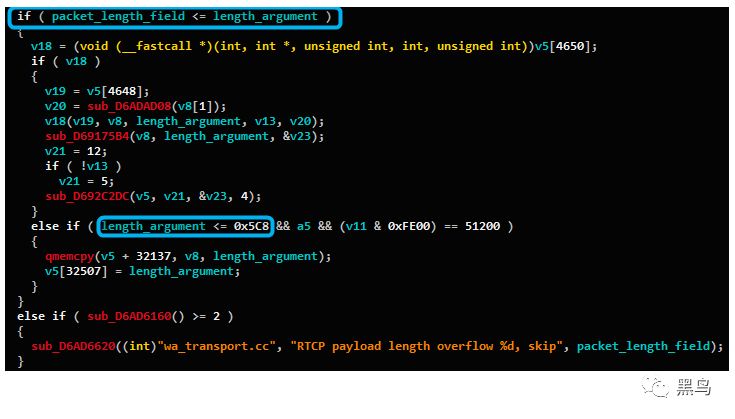 if ( packet_length_field <= length_argument )
{
v18 = (void (__fastcall *)(int, int *, unsigned int, int, unsigned int))v5[4650];
if ( v18 )
{
v19 = v5[4648];
v20 = sub_D6ADAD08(v8[1]);
v18(v19, v8, length_argument, v13, v20);
sub_D69175B4(v8, length_argument, &v23);
v21 = 12;
if ( !v13 )
v21 = 5;
sub_D692C2DC(v5, v21, &v23, 4);
}
else if ( length_argument <= 0x5C8 && a5 && (v11 & 0xFE00) == 51200 )
{
qmemcpy(v5 + 32137, v8, length_argument);
v5[32507] = length_argument;
}
}
else if ( sub_D6AD6160() >= 2 )
{
sub_D6AD6620((int)"wa_transport.cc", "RTCP payload length overflow %d, skip", packet_length_field);
}
黑鸟